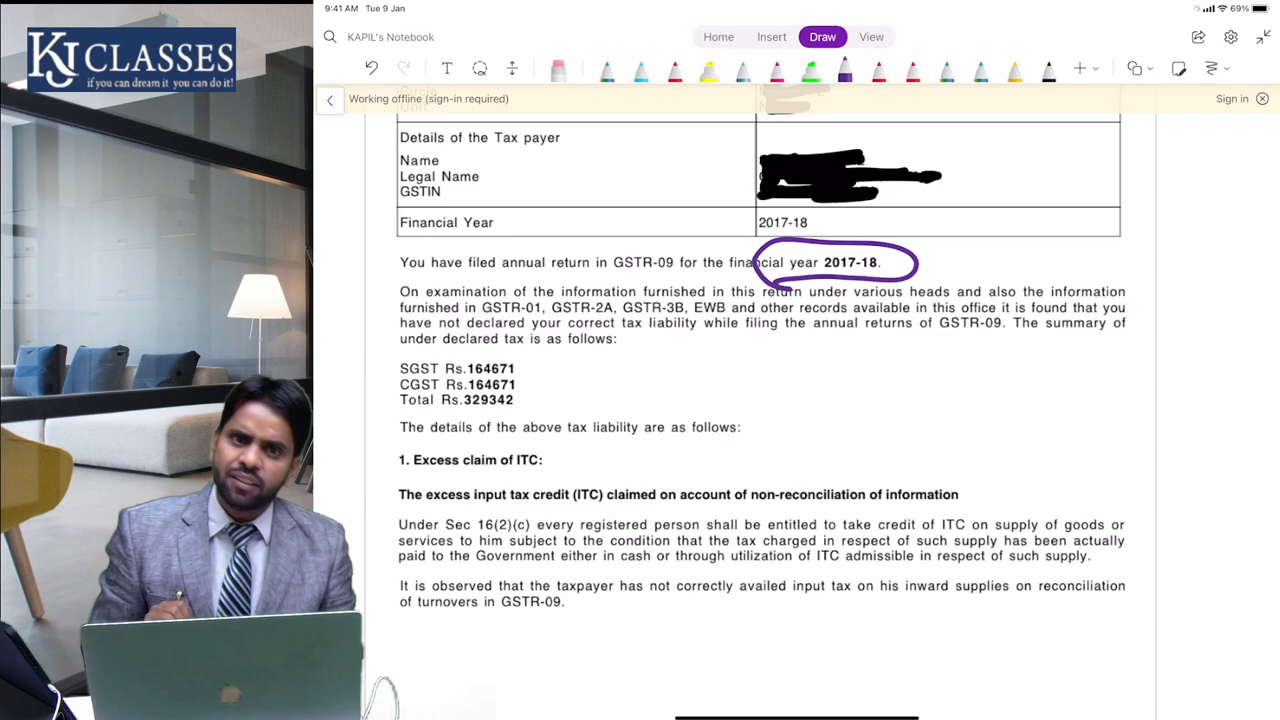 9:41 AM Tue 9 Jan
69%
KJ CLASSES
if you can dream it you can do it!
KAPIL's Notebook
Home Insert Draw View
Working offline (sign-in required)
Sign in
Circle
Unit
Details of the Tax payer
Name
Legal Name
GSTIN
Financial Year 2017-18
You have filed annual return in GSTR-09 for the financial year 2017-18.
On examination of the information furnished in this return under various heads and also the information
furnished in GSTR-01, GSTR-2A, GSTR-3B, EWB and other records available in this office it is found that you
have not declared your correct tax liability while filing the annual returns of GSTR-09. The summary of
under declared tax is as follows:
SGST Rs.164671
CGST Rs.164671
Total Rs.329342
The details of the above tax liability are as follows:
1. Excess claim of ITC:
The excess input tax credit (ITC) claimed on account of non-reconciliation of information
Under Sec 16(2)(c) every registered person shall be entitled to take credit of ITC on supply of goods or
services to him subject to the condition that the tax charged in respect of such supply has been actually
paid to the Government either in cash or through utilization of ITC admissible in respect of such supply.
It is observed that the taxpayer has not correctly availed input tax on his inward supplies on reconciliation
of turnovers in GSTR-09.